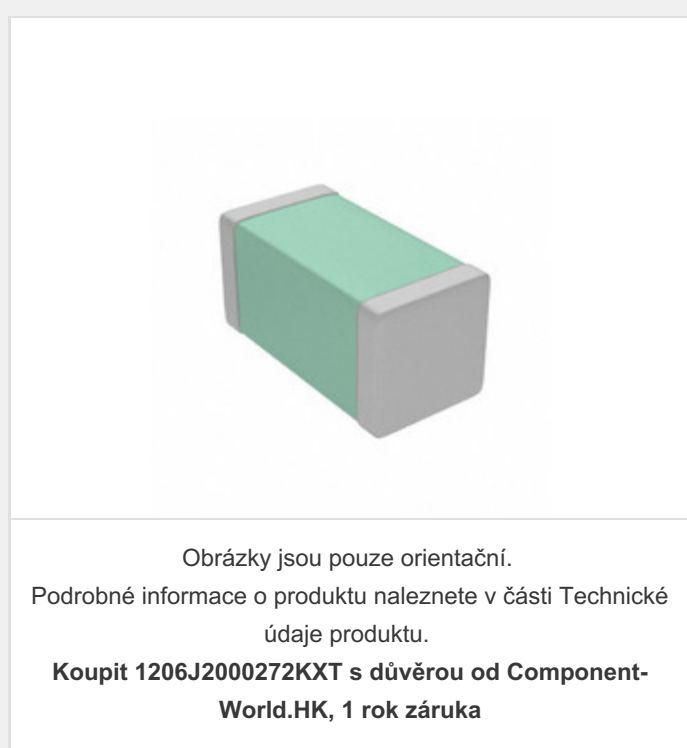 Obrázky jsou pouze orientační.
Podrobné informace o produktu naleznete v části Technické
údaje produktu.
Koupit 1206J2000272KXT s důvěrou od Component-
World.HK, 1 rok záruka